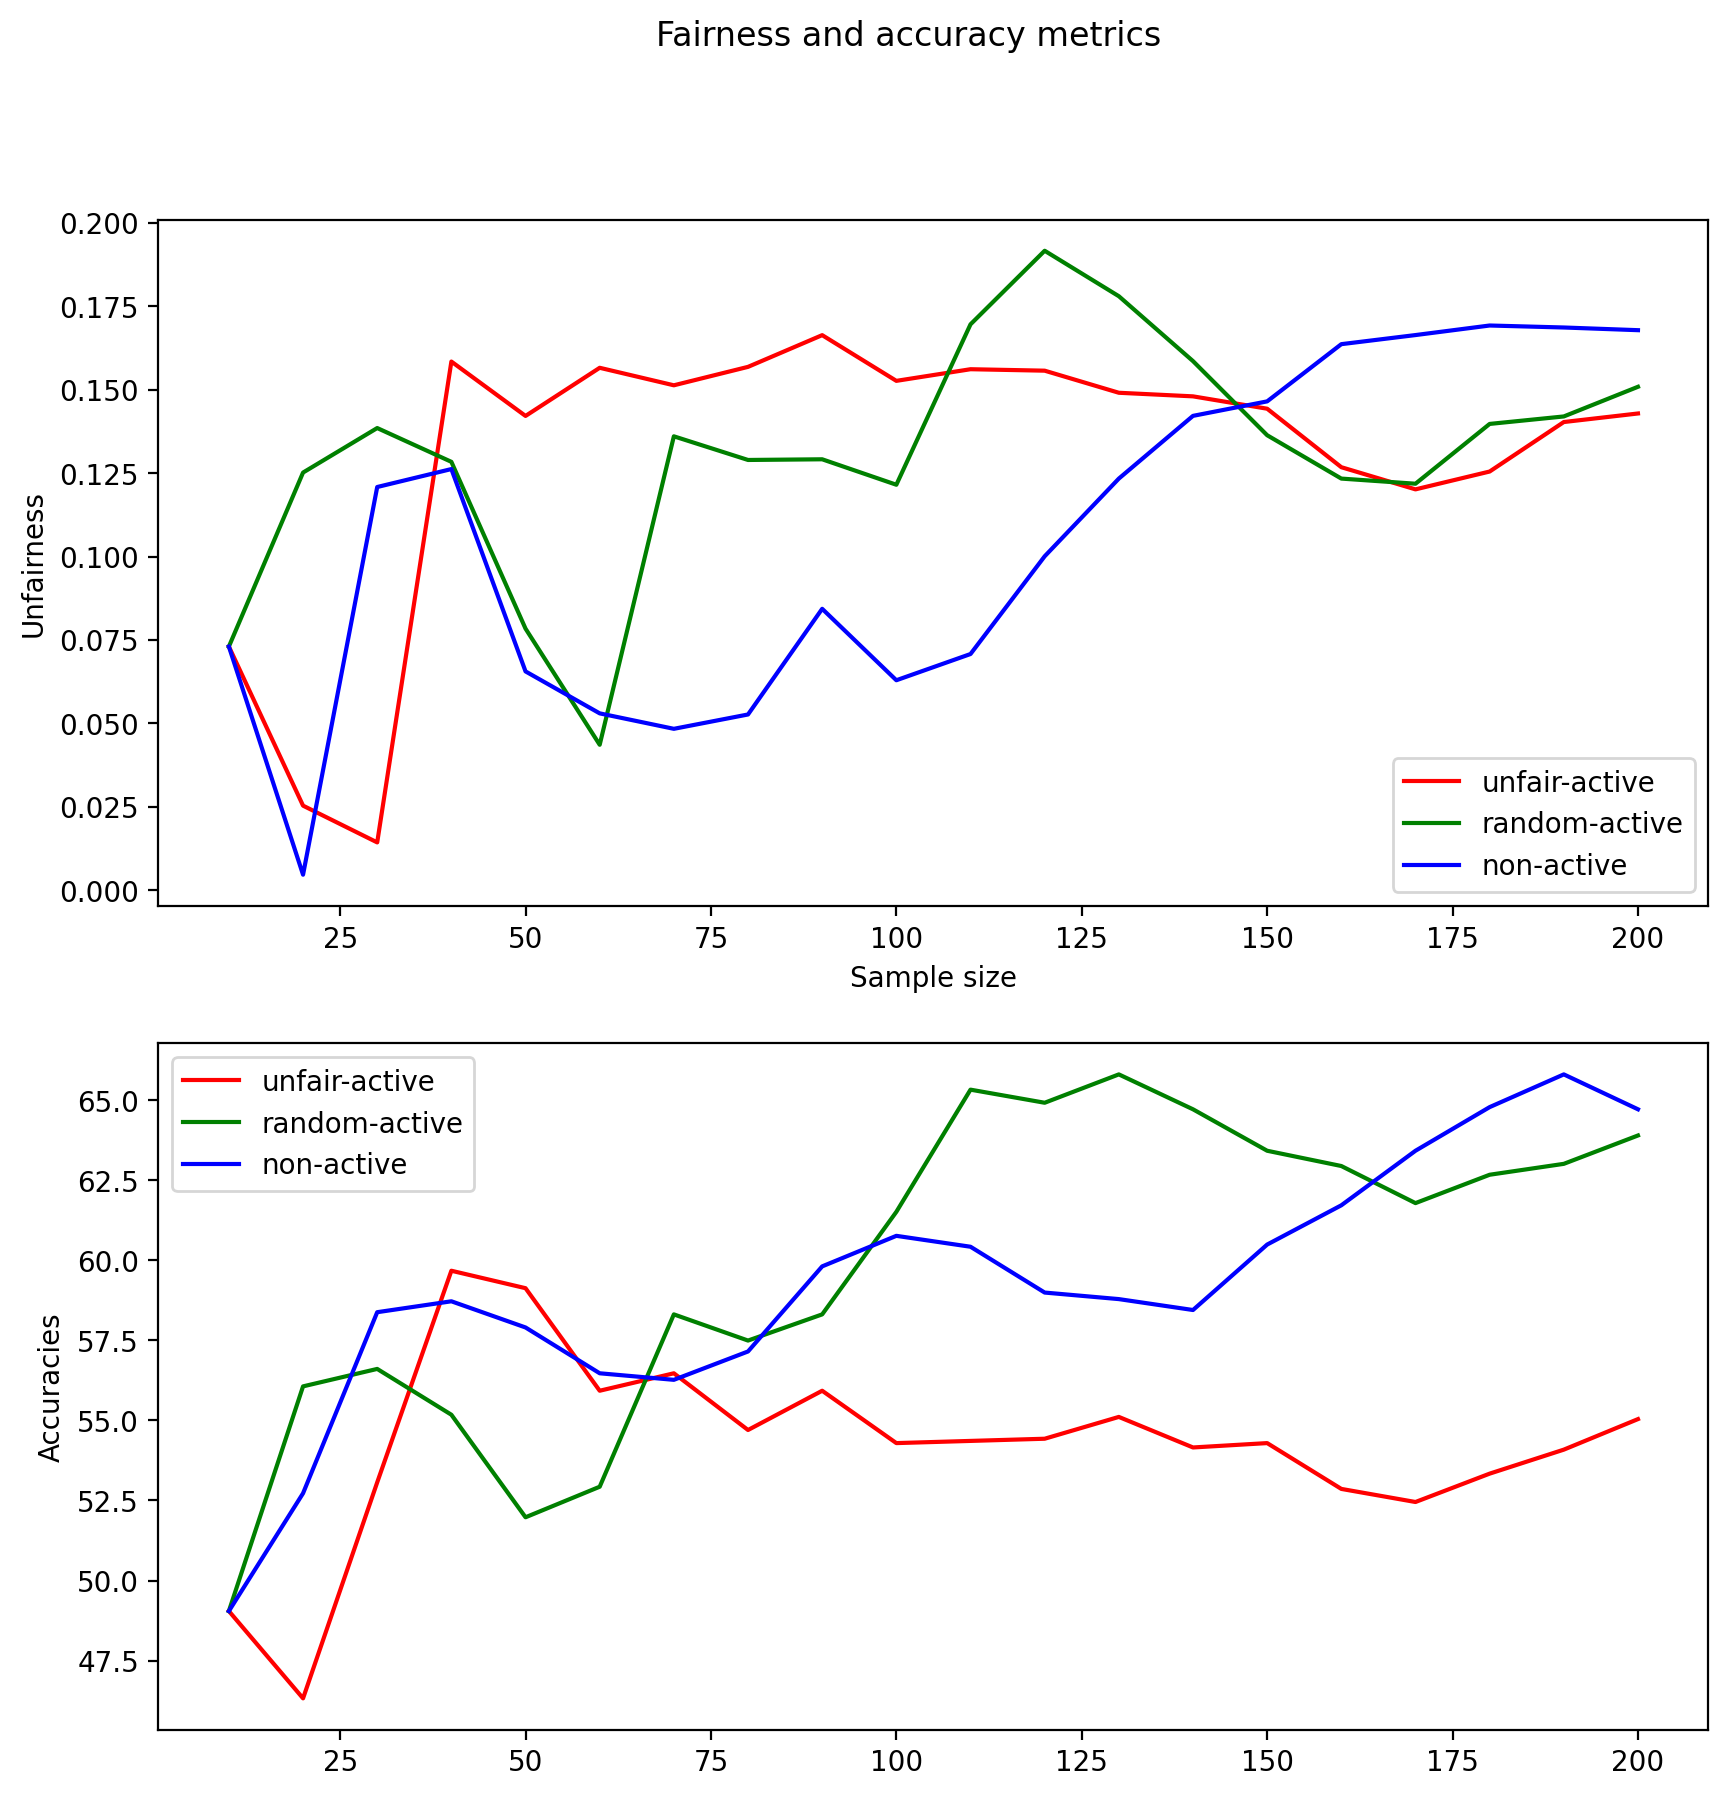 Fairness and accuracy metrics
0.200
0.175
0.150
0.125
0.100
0.075
0.050
0.025
0.000
Unfairness
unfair-active
random-active
non-active
25 50 75 100 125 150 175 200
Sample size
65.0
62.5
60.0
57.5
55.0
52.5
50.0
47.5
Accuracies
unfair-active
random-active
non-active
25 50 75 100 125 150 175 200